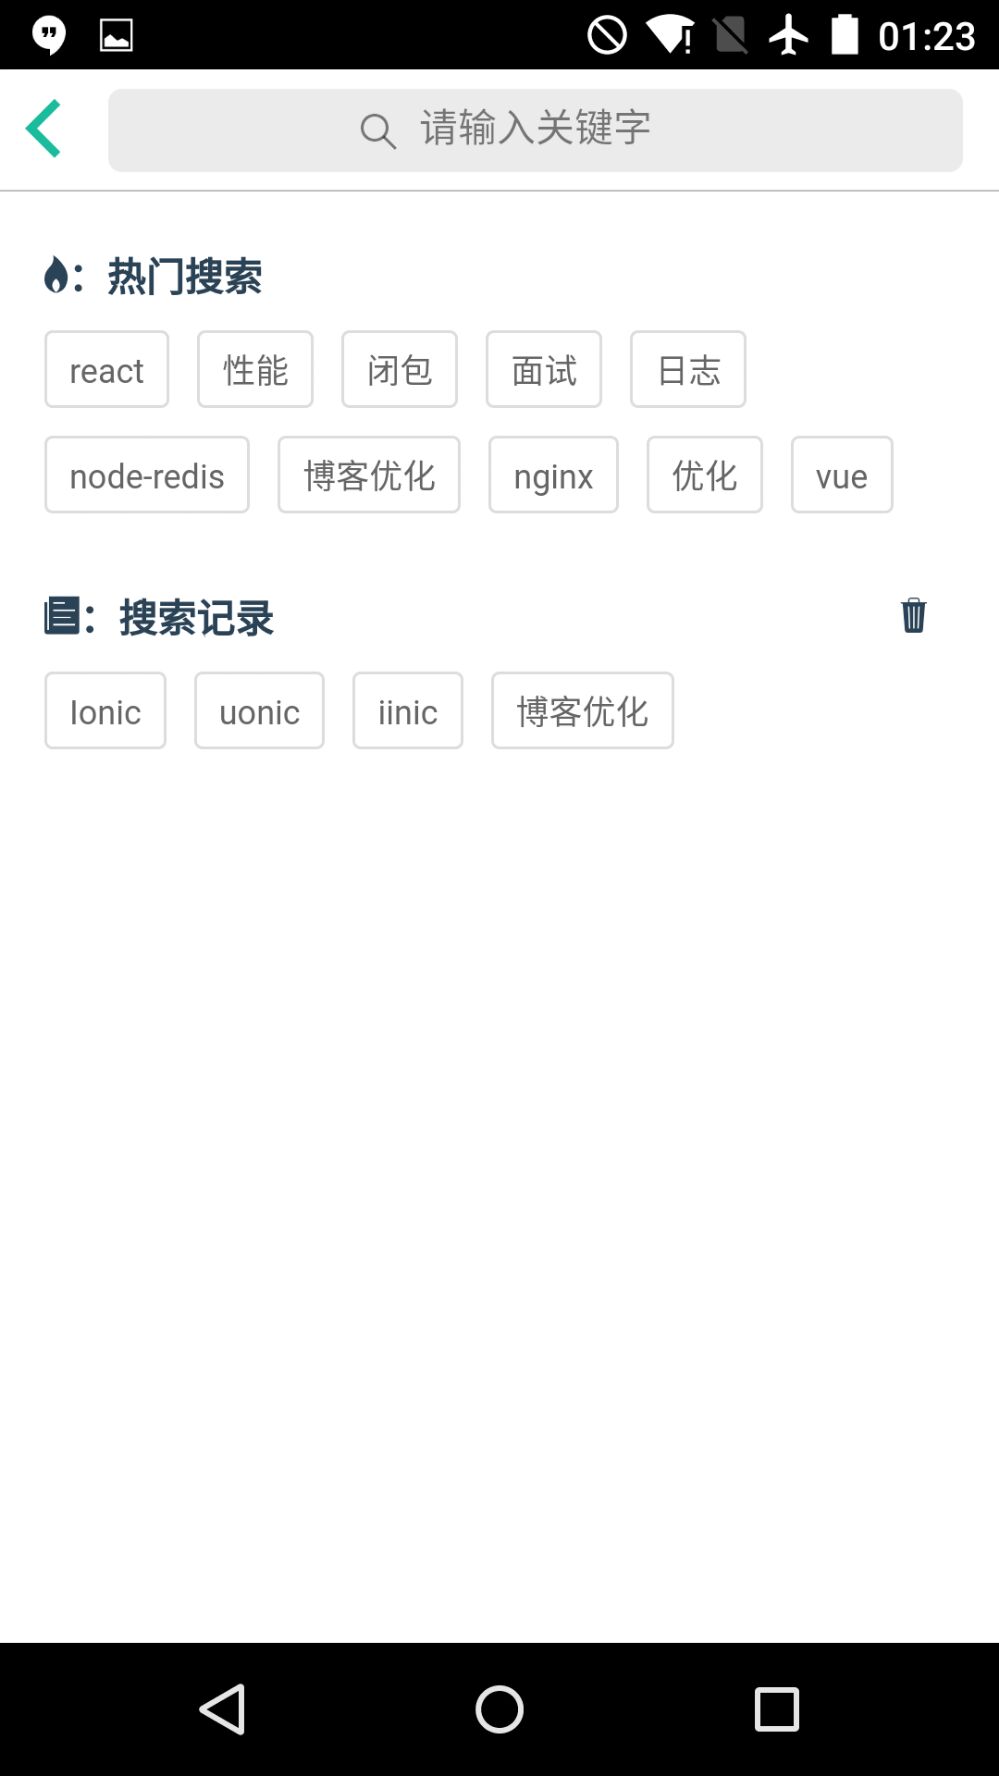 01:23
请输入关键字
：热门搜索
react 性能 闭包 面试 日志
node-redis 博客优化 nginx 优化 vue
：搜索记录
Ionic uonic iinic 博客优化